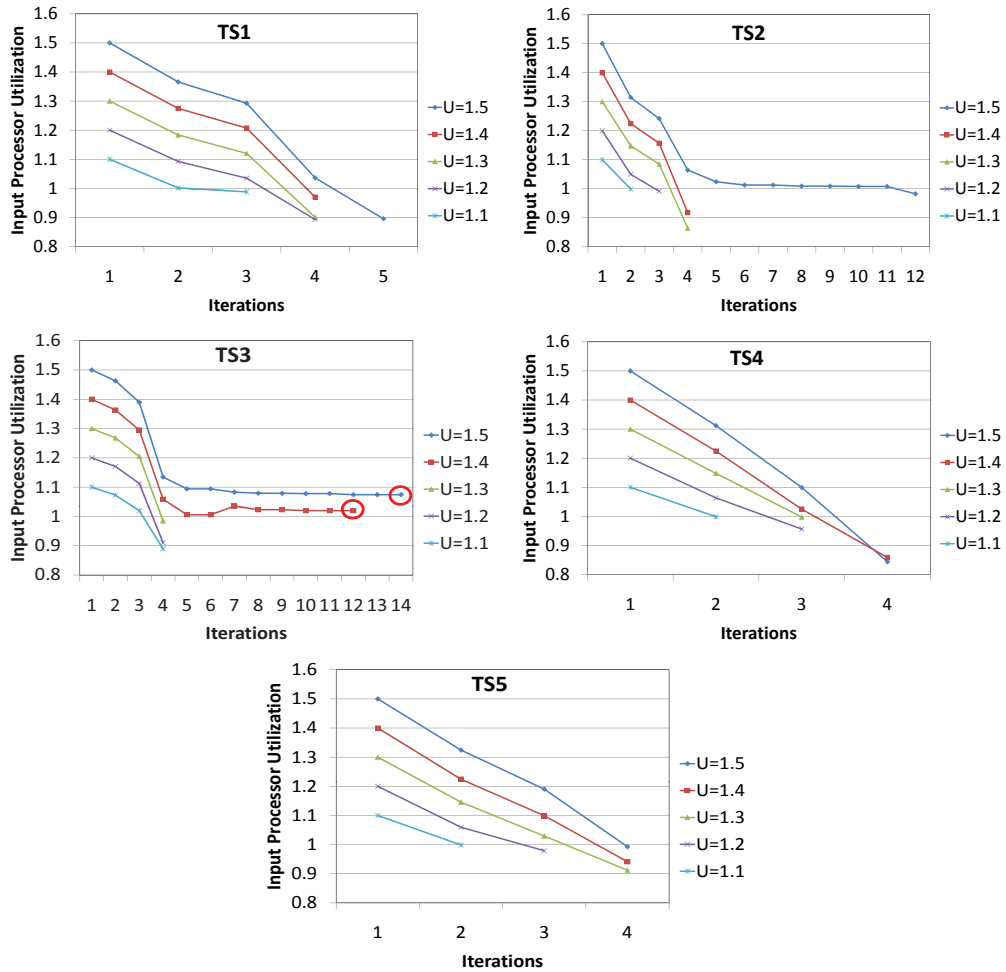 TS1
Input Processor Utilization
1.6
1.5
1.4
1.3
1.2
1.1
1
0.9
0.8
1 2 3 4 5
Iterations
U=1.5
U=1.4
U=1.3
U=1.2
U=1.1
TS2
Input Processor Utilization
1.6
1.5
1.4
1.3
1.2
1.1
1
0.9
0.8
1 2 3 4 5 6 7 8 9 10 11 12
Iterations
U=1.5
U=1.4
U=1.3
U=1.2
U=1.1
TS3
Input Processor Utilization
1.6
1.5
1.4
1.3
1.2
1.1
1
0.9
0.8
1 2 3 4 5 6 7 8 9 10 11 12 13 14
Iterations
U=1.5
U=1.4
U=1.3
U=1.2
U=1.1
TS4
Input Processor Utilization
1.6
1.5
1.4
1.3
1.2
1.1
1
0.9
0.8
1 2 3 4
Iterations
U=1.5
U=1.4
U=1.3
U=1.2
U=1.1
TS5
Input Processor Utilization
1.6
1.5
1.4
1.3
1.2
1.1
1
0.9
0.8
1 2 3 4
Iterations
U=1.5
U=1.4
U=1.3
U=1.2
U=1.1